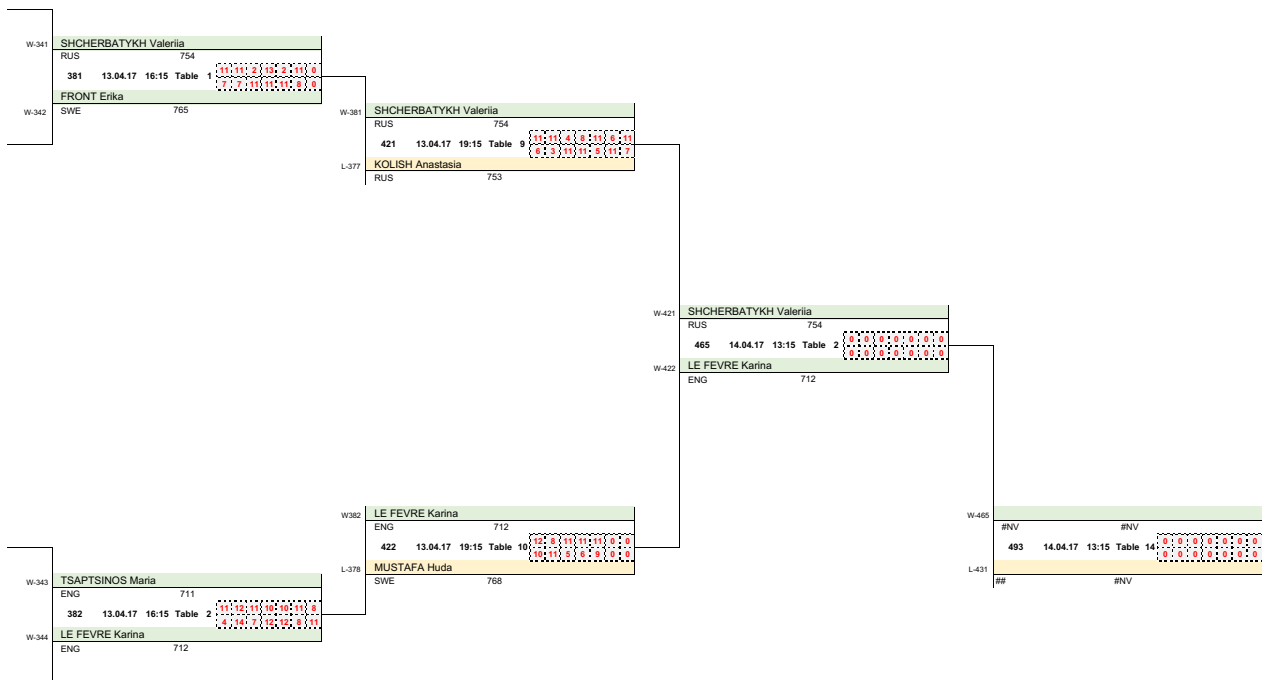 W-341 SHCHERBATYKH Valeriia
RUS 754
381 13.04.17 16:15 Table 1 11 11 2 13 2 11 0
7 7 11 11 11 8 0
W-342 FRONT Erika
SWE 765
W-381 SHCHERBATYKH Valeriia
RUS 754
421 13.04.17 19:15 Table 9 11 11 4 8 11 6 11
6 3 11 11 5 11 7
L-377 KOLISH Anastasia
RUS 753
W-421 SHCHERBATYKH Valeriia
RUS 754
465 14.04.17 13:15 Table 2 0 0 0 0 0 0 0
0 0 0 0 0 0 0
W-422 LE FEVRE Karina
ENG 712
W382 LE FEVRE Karina
ENG 712
422 13.04.17 19:15 Table 10 12 8 11 11 11 0 0
10 11 5 6 9 0 0
L-378 MUSTAFA Huda
SWE 768
W-465
#NV #NV
493 14.04.17 13:15 Table 14 0 0 0 0 0 0 0
0 0 0 0 0 0 0
L-431
## #NV
W-343 TSAPTSINOS Maria
ENG 711
382 13.04.17 16:15 Table 2 11 12 11 10 10 11 8
4 14 7 12 12 8 11
W-344 LE FEVRE Karina
ENG 712